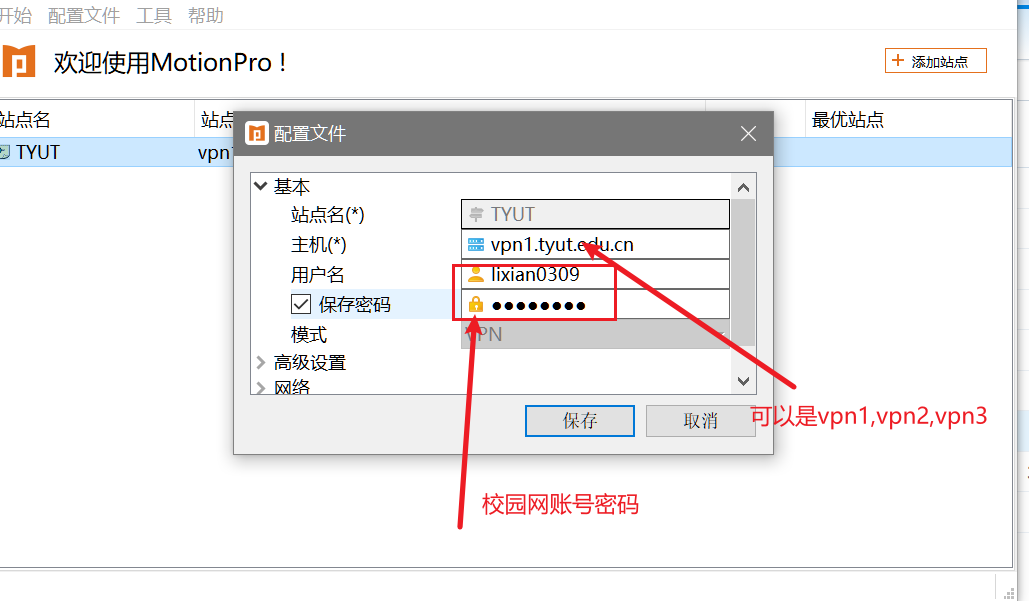 开始 配置文件 工具 帮助
欢迎使用MotionPro !
添加站点
站点名 站点 最优站点
TYUT vpn
配置文件
基本
站点名(*) TYUT
主机(*) vpn1.tyut.edu.cn
用户名 lixian0309
保存密码 ●●●●●●●●
模式 VPN
高级设置
网络
保存 取消
可以是vpn1,vpn2,vpn3
校园网账号密码